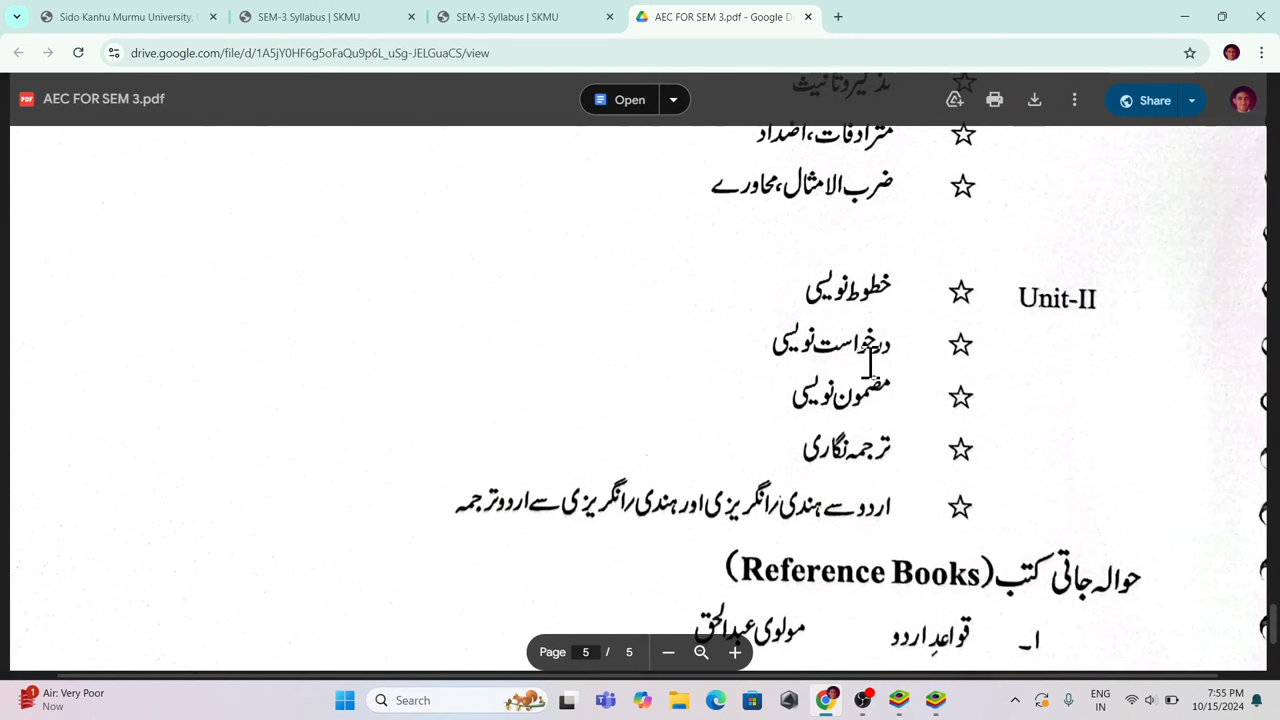 Sido Kanhu Murmu University,
SEM-3 Syllabus | SKMU
SEM-3 Syllabus | SKMU
AEC FOR SEM 3.pdf - Google D
drive.google.com/file/d/1A5jY0HF6g5oFaQu9p6L_uSg-JELGuaCS/view
PDF AEC FOR SEM 3.pdf
Open
Share
تذکیر و تانیث
مترادفات، اضداد
ضرب الامثال، محاورے
Unit-II
خطوط نویسی
درخواست نویسی
مضمون نویسی
ترجمہ نگاری
اردو سے ہندی/انگریزی اور ہندی/انگریزی سے اردو ترجمہ
حوالہ جاتی کتب (Reference Books)
۱۔ قواعدِ اردو مولوی عبدالحق
Page 5 / 5
1
Air: Very Poor
Now
Search
ENG
IN
7:55 PM
10/15/2024